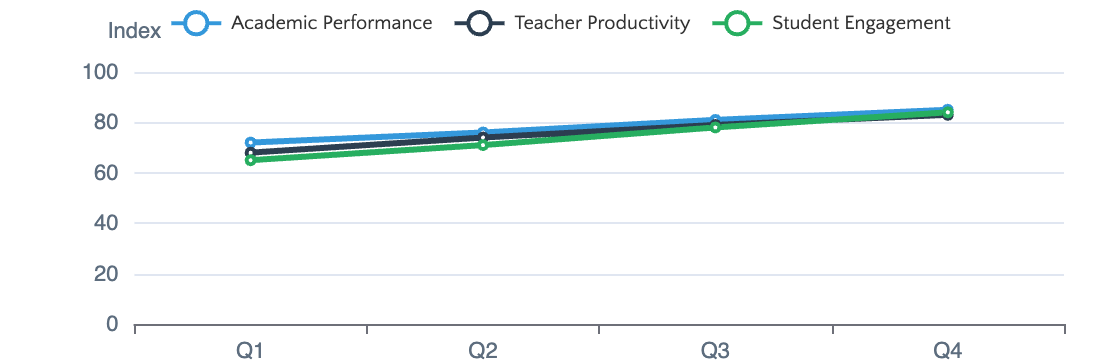 Index
Academic Performance
Teacher Productivity
Student Engagement
100
80
60
40
20
0
Q1 Q2 Q3 Q4